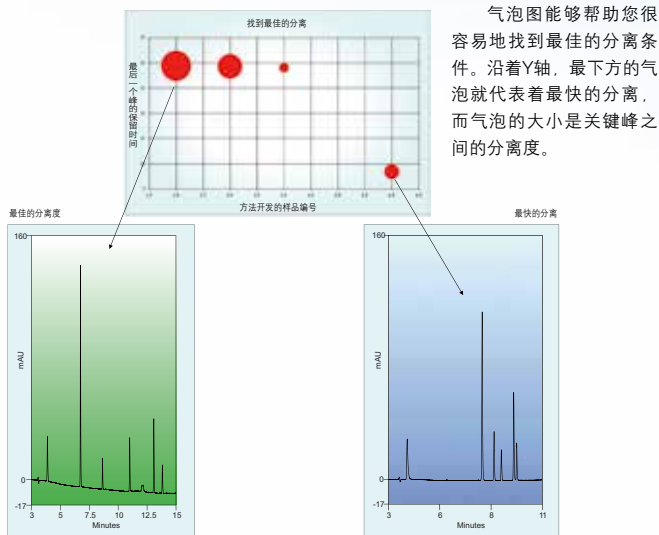 找到最佳的分离
最后一个峰的保留时间
方法开发的样品编号
气泡图能够帮助您很
容易地找到最佳的分离条
件。沿着Y轴，最下方的气
泡就代表着最快的分离，
而气泡的大小是关键峰之
间的分离度。
最佳的分离度
160
mAU
0
-17
3 5 7.5 10 12.5 15
Minutes
最快的分离
160
mAU
0
-17
3 6 8 11
Minutes